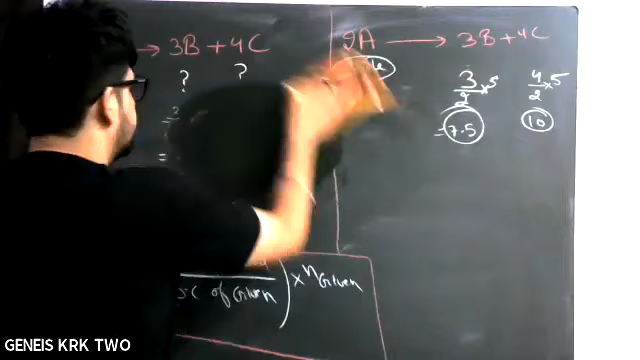 → 3B + 4C
? ?
2A → 3B + 4C
3/2 × 5
4/2 × 5
= 7.5
10
of Given) × nGiven
GENEIS KRK TWO